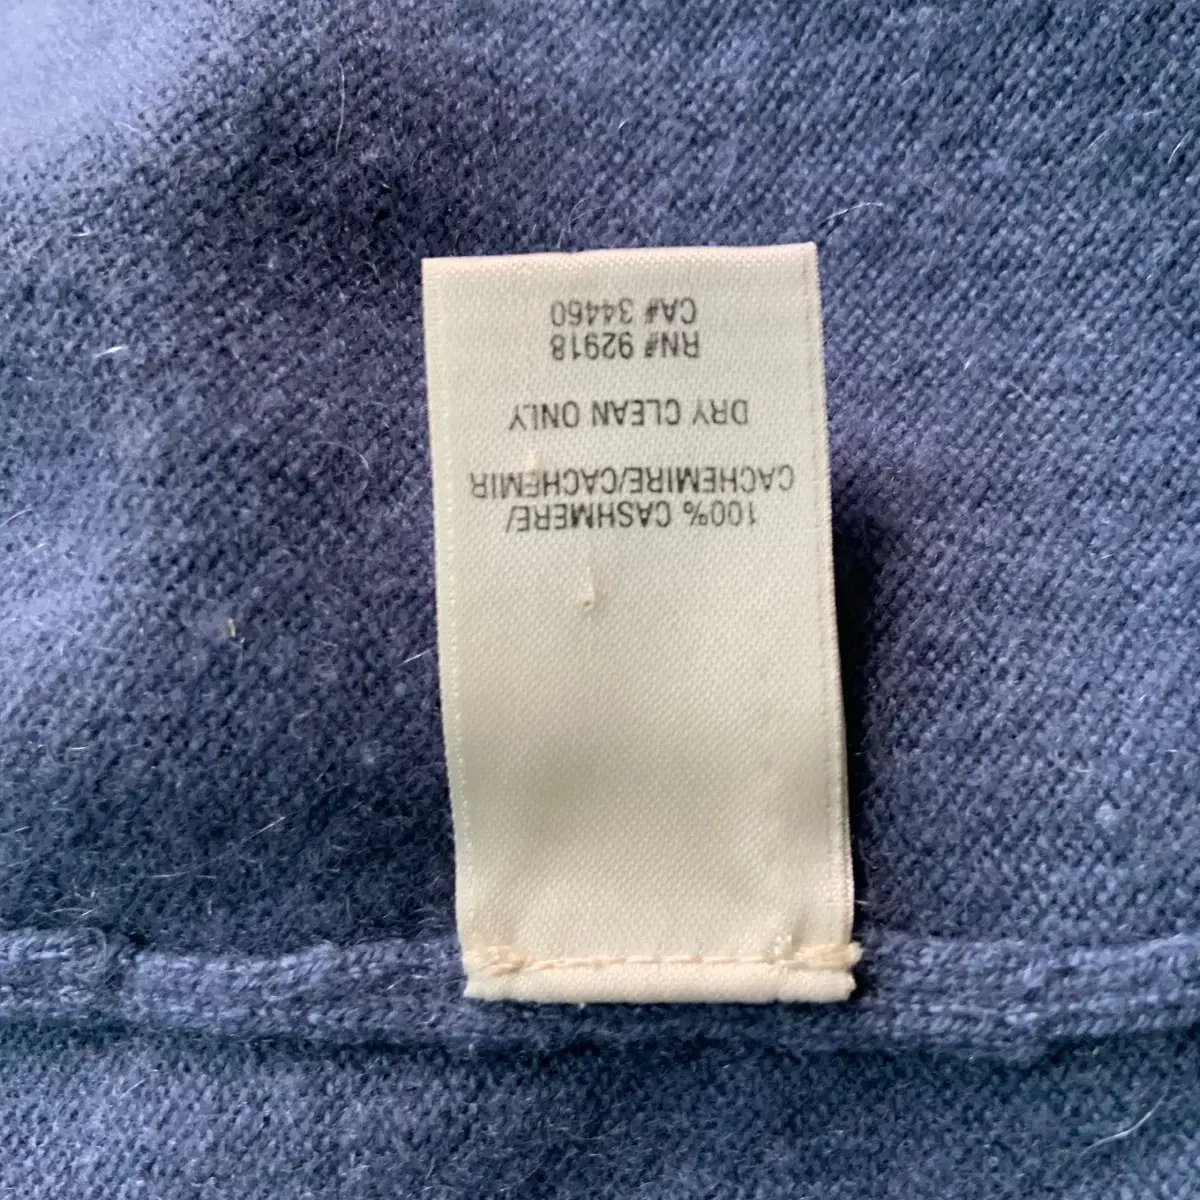 100% CASHMERE/
CACHEMIRE/CACHEMIR
DRY CLEAN ONLY
RN# 92918
CA# 34460